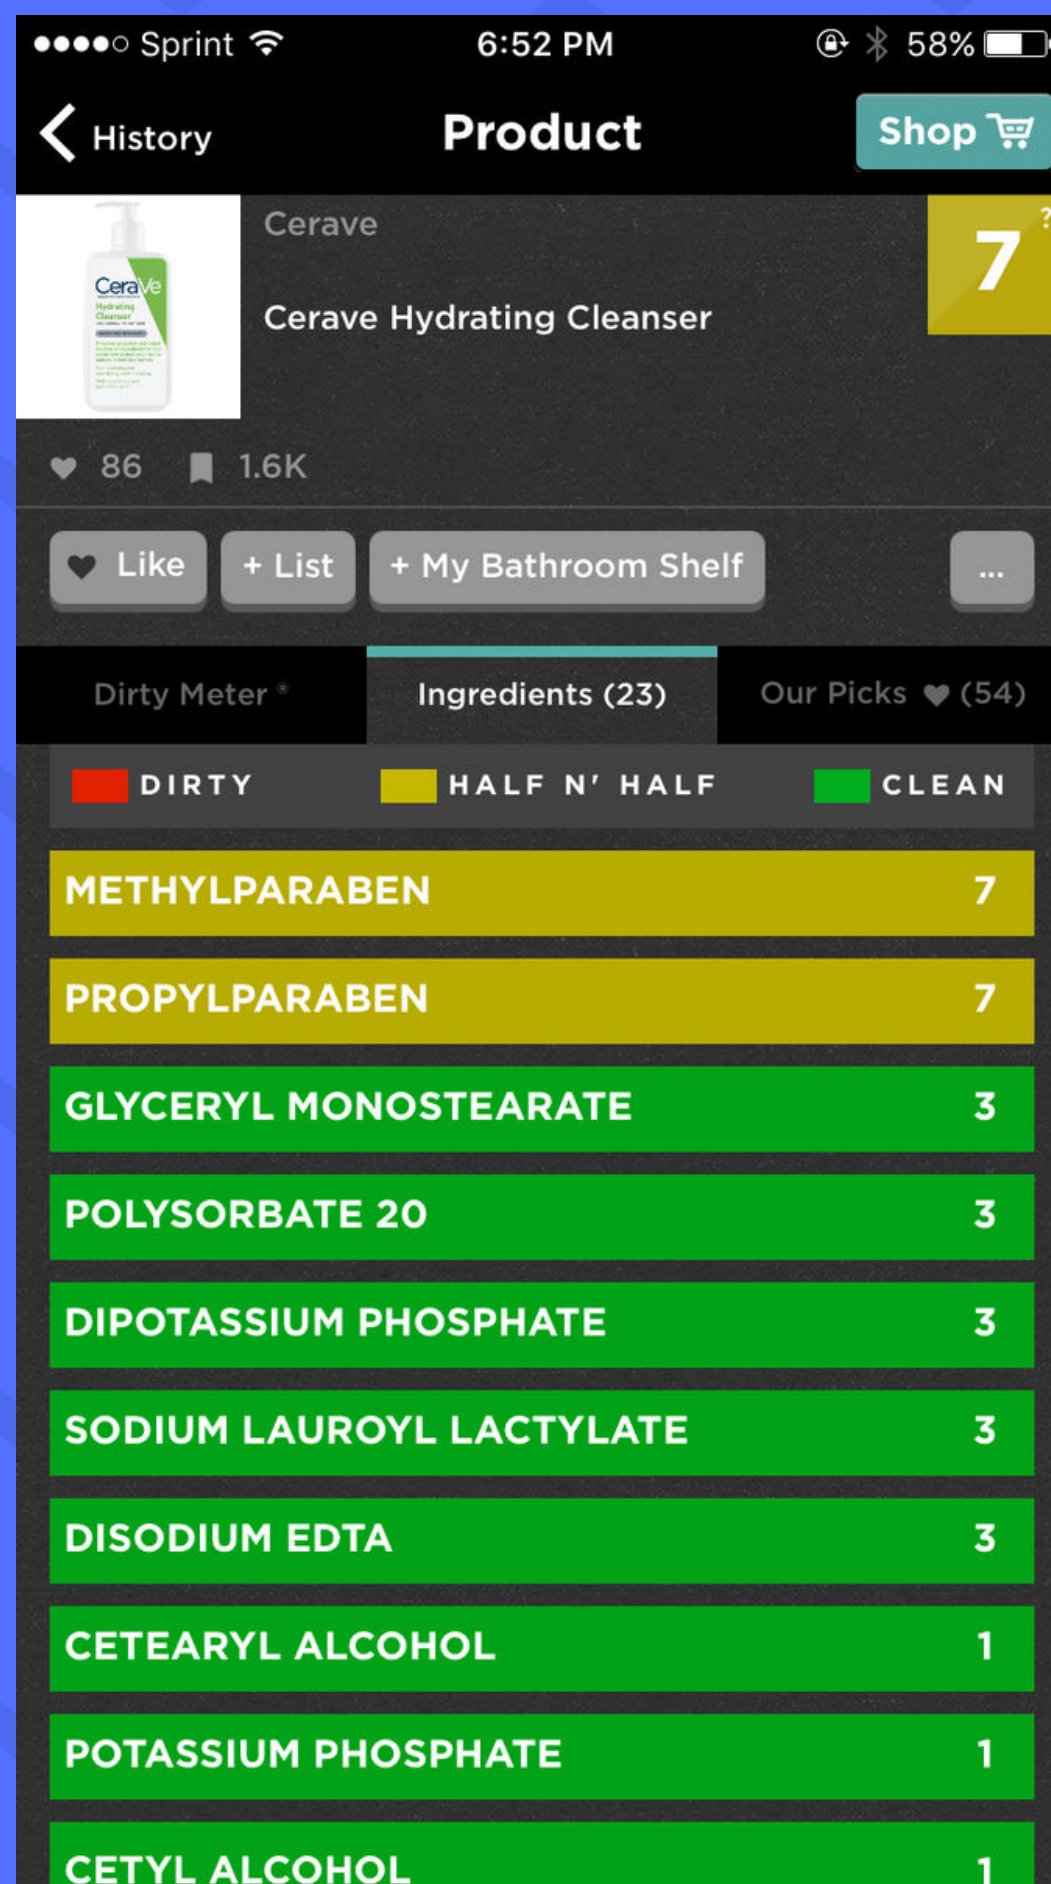 Sprint 6:52 PM 58%
History Product Shop
Cerave
7 ?
Cerave Hydrating Cleanser
CeraVe
Hydrating
Cleanser
86 1.6K
Like + List + My Bathroom Shelf ...
Dirty Meter ® Ingredients (23) Our Picks ♥ (54)
DIRTY HALF N' HALF CLEAN
METHYLPARABEN 7
PROPYLPARABEN 7
GLYCERYL MONOSTEARATE 3
POLYSORBATE 20 3
DIPOTASSIUM PHOSPHATE 3
SODIUM LAUROYL LACTYLATE 3
DISODIUM EDTA 3
CETEARYL ALCOHOL 1
POTASSIUM PHOSPHATE 1
CETYL ALCOHOL 1